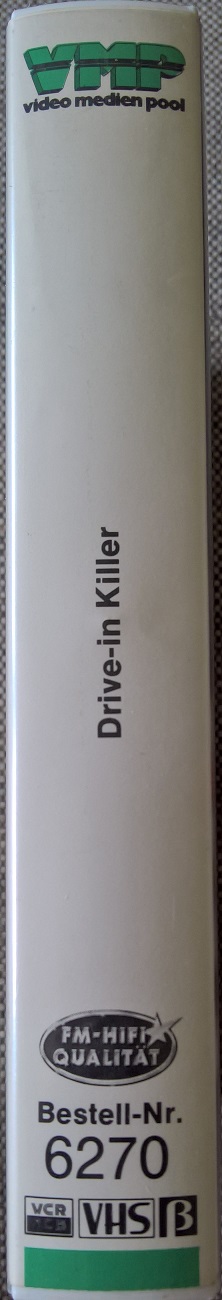 VMP
video medien pool
Drive-in Killer
FM-HiFi
QUALITÄT
Bestell-Nr.
6270
VCR
VHS
β